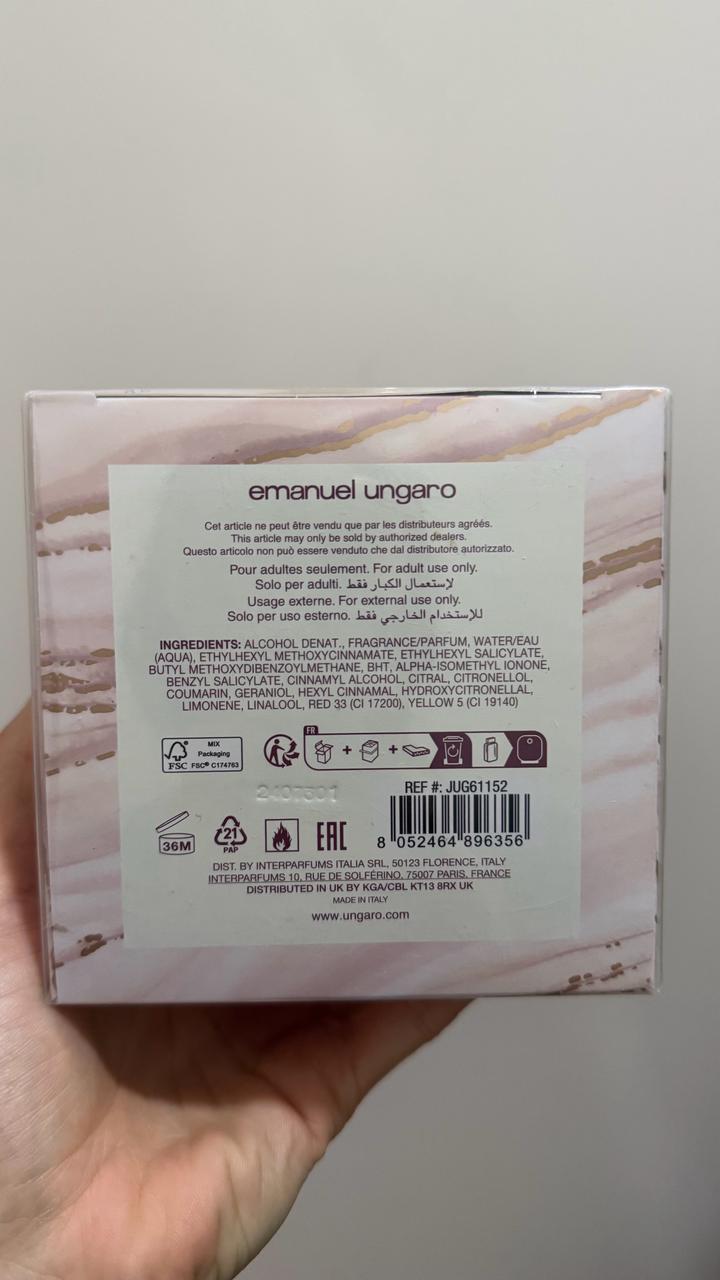 emanuel ungaro
Cet article ne peut être vendu que par les distributeurs agréés.
This article may only be sold by authorized dealers.
Questo articolo non può essere venduto che dal distributore autorizzato.
Pour adultes seulement. For adult use only.
Solo per adulti. لإستعمال الكبار فقط
Usage externe. For external use only.
Solo per uso esterno. للإستخدام الخارجي فقط
INGREDIENTS: ALCOHOL DENAT., FRAGRANCE/PARFUM, WATER/EAU
(AQUA), ETHYLHEXYL METHOXYCINNAMATE, ETHYLHEXYL SALICYLATE,
BUTYL METHOXYDIBENZOYLMETHANE, BHT, ALPHA-ISOMETHYL IONONE,
BENZYL SALICYLATE, CINNAMYL ALCOHOL, CITRAL, CITRONELLOL,
COUMARIN, GERANIOL, HEXYL CINNAMAL, HYDROXYCITRONELLAL,
LIMONENE, LINALOOL, RED 33 (CI 17200), YELLOW 5 (CI 19140)
FSC
MIX
Packaging
FSC® C174763
FR
+ +
2407501
REF #: JUG61152
8 052464 896356
36M
21
PAP
EAC
DIST. BY INTERPARFUMS ITALIA SRL, 50123 FLORENCE, ITALY
INTERPARFUMS 10, RUE DE SOLFÉRINO, 75007 PARIS, FRANCE
DISTRIBUTED IN UK BY KGA/CBL KT13 8RX UK
MADE IN ITALY
www.ungaro.com